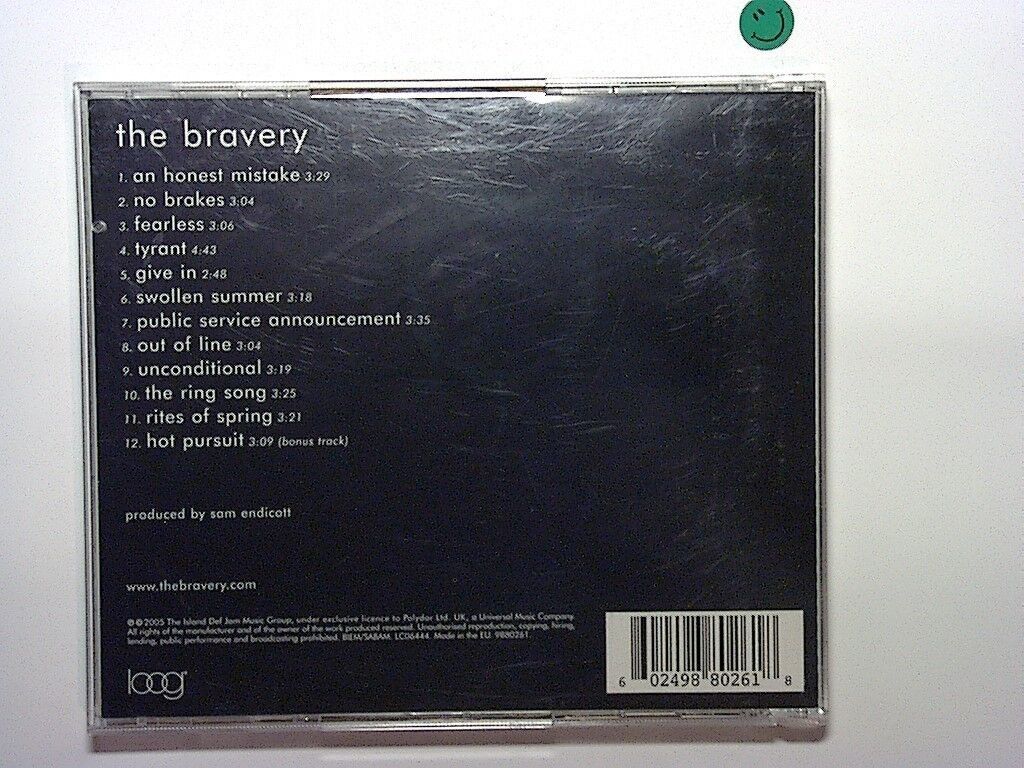 the bravery
1. an honest mistake 3:29
2. no brakes 3:04
3. fearless 3:06
4. tyrant 4:43
5. give in 2:48
6. swollen summer 3:18
7. public service announcement 3:35
8. out of line 3:04
9. unconditional 3:19
10. the ring song 3:25
11. rites of spring 3:21
12. hot pursuit 3:09 (bonus track)
produced by sam endicott
www.thebravery.com
℗©2005 The Island Def Jam Music Group, under exclusive licence to Polydor Ltd. UK, a Universal Music Company.
All rights of the manufacturer and of the owner of the work produced reserved. Unauthorised reproduction, copying, hiring,
lending, public performance and broadcasting prohibited. BIEM/SABAM. LC06444. Made in the EU. 9880261.
loog
6 02498 80261 8